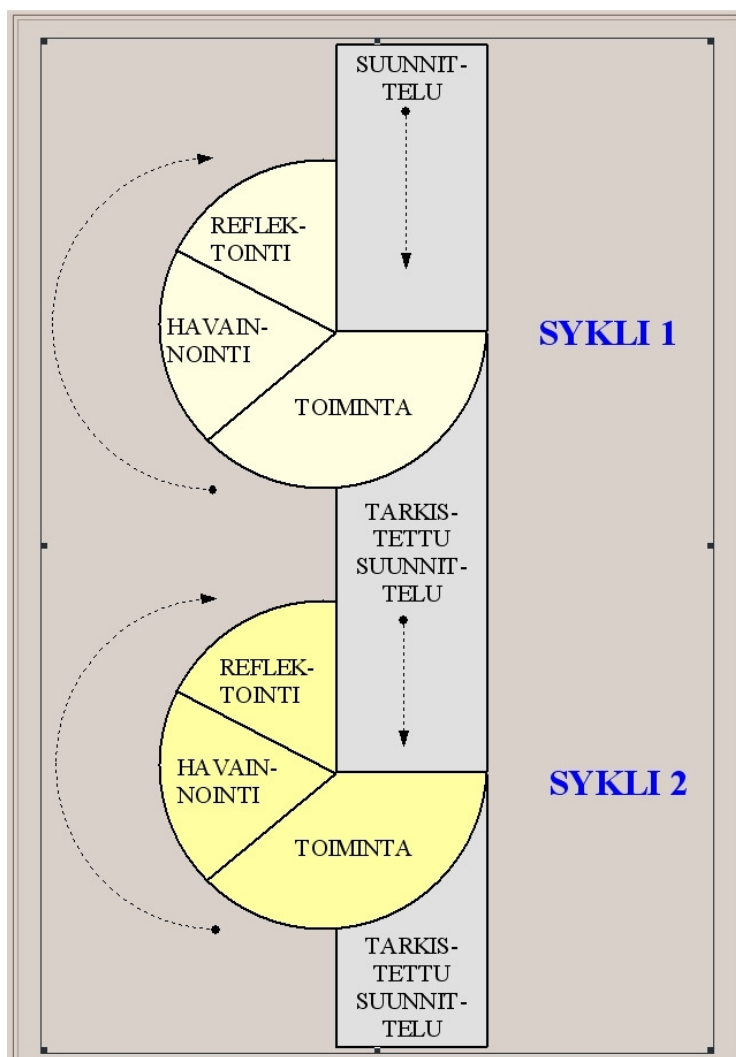 SUUNNIT-
TELU
REFLEK-
TOINTI
HAVAIN-
NOINTI
TOIMINTA
SYKLI 1
TARKIS-
TETTU
SUUNNIT-
TELU
REFLEK-
TOINTI
HAVAIN-
NOINTI
TOIMINTA
SYKLI 2
TARKIS-
TETTU
SUUNNIT-
TELU